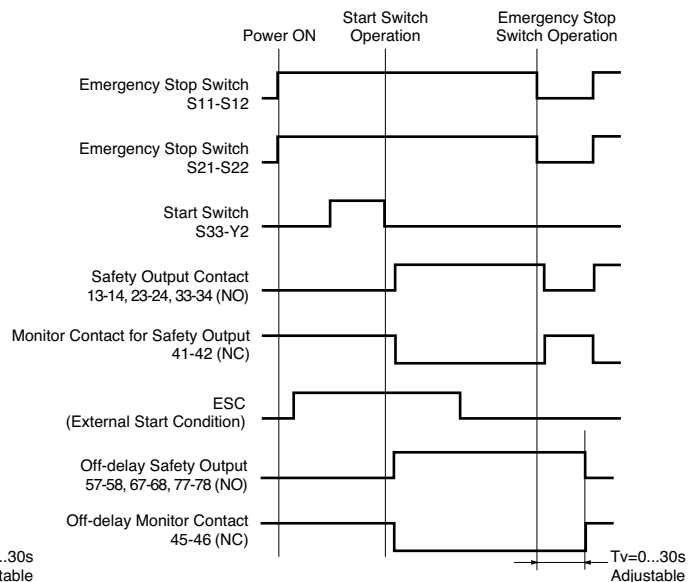 Start Switch
Operation
Emergency Stop
Switch Operation
Power ON
Emergency Stop Switch
S11-S12
Emergency Stop Switch
S21-S22
Start Switch
S33-Y2
Safety Output Contact
13-14, 23-24, 33-34 (NO)
Monitor Contact for Safety Output
41-42 (NC)
ESC
(External Start Condition)
Off-delay Safety Output
57-58, 67-68, 77-78 (NO)
Off-delay Monitor Contact
45-46 (NC)
...30s
table
Tv=0...30s
Adjustable